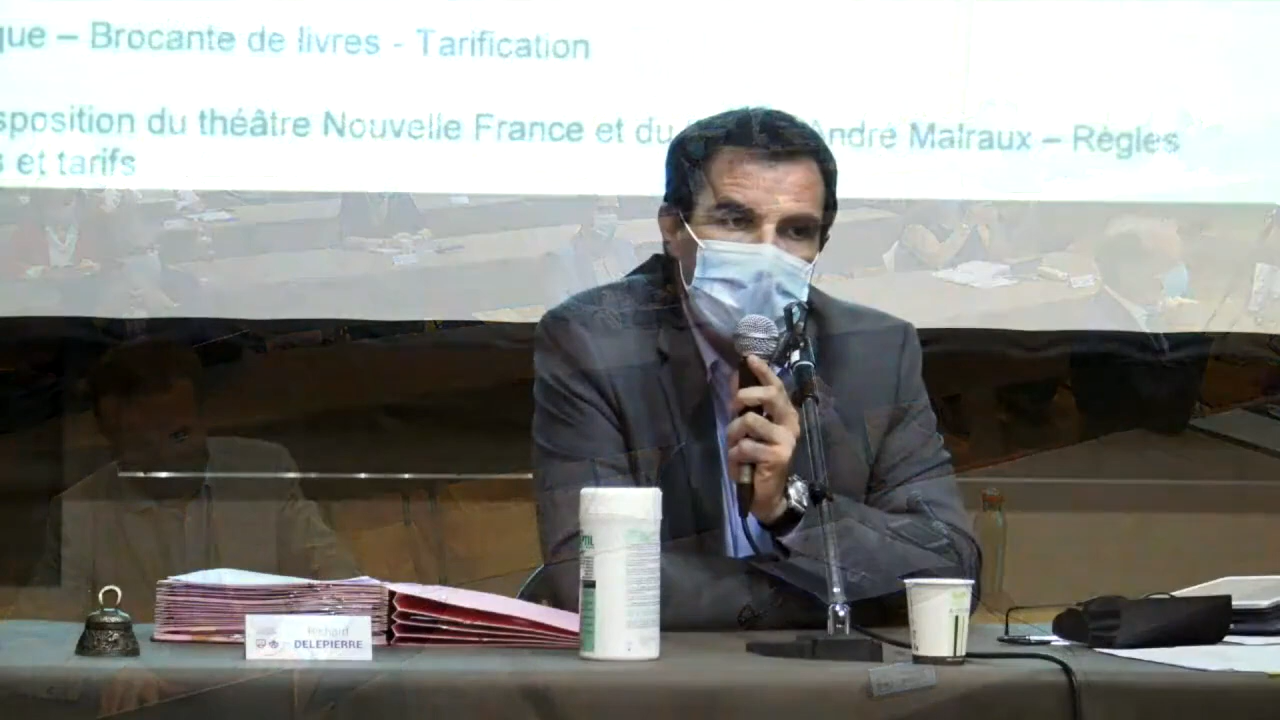 que – Brocante de livres - Tarification
sposition du théâtre Nouvelle France et du André Malraux – Règles
s et tarifs
Richard
DELEPIERRE